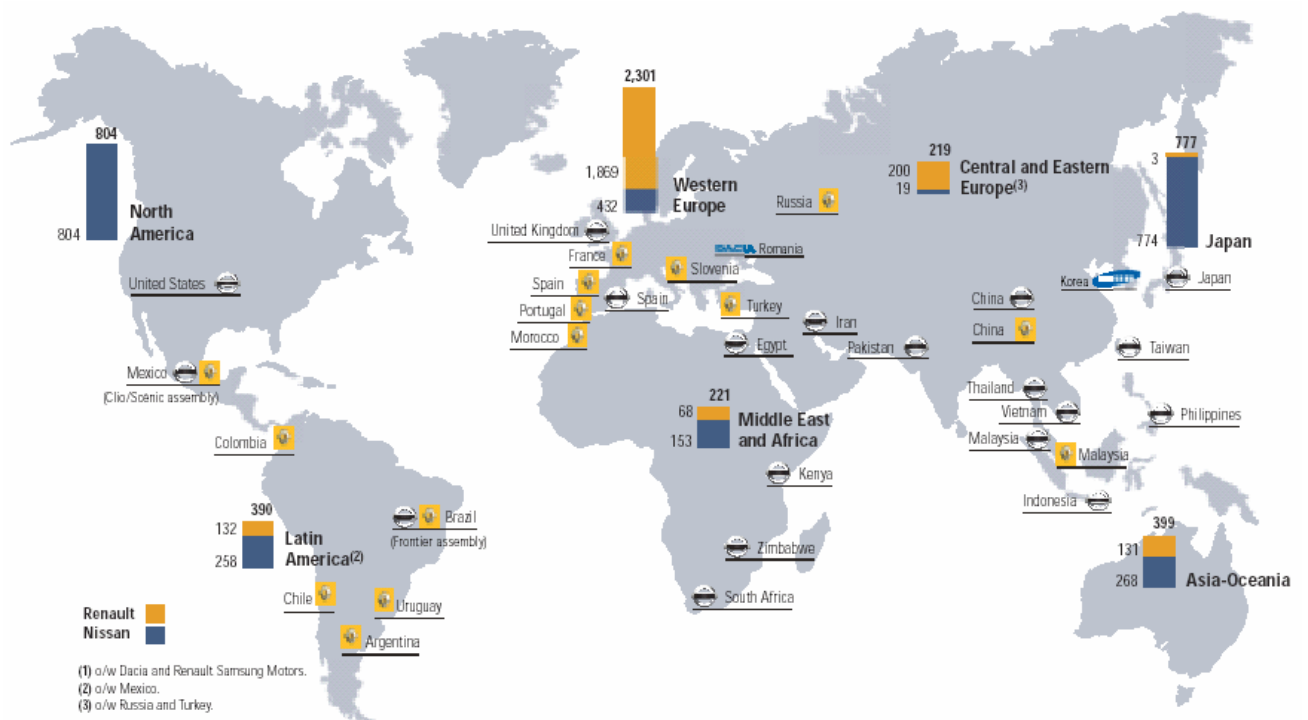 2,301
804
777
219
3
Central and Eastern
Europe(3)
200
19
1,869
Western
Europe
432
North
America
804
Russia
United Kingdom
DACIA Romania
774
Japan
France
Slovenia
United States
Spain
Spain
Korea
Japan
China
Portugal
Turkey
Iran
China
Morocco
Egypt
Pakistan
Taiwan
Mexico
(Clio/Scénic assembly)
Thailand
221
68
Middle East
and Africa
153
Vietnam
Philippines
Colombia
Malaysia
Malaysia
Kenya
Indonesia
390
132
Latin
America(2)
258
Brazil
(Frontier assembly)
399
131
268
Asia-Oceania
Zimbabwe
Chile
Uruguay
South Africa
Argentina
Renault
Nissan
(1) o/w Dacia and Renault Samsung Motors.
(2) o/w Mexico.
(3) o/w Russia and Turkey.